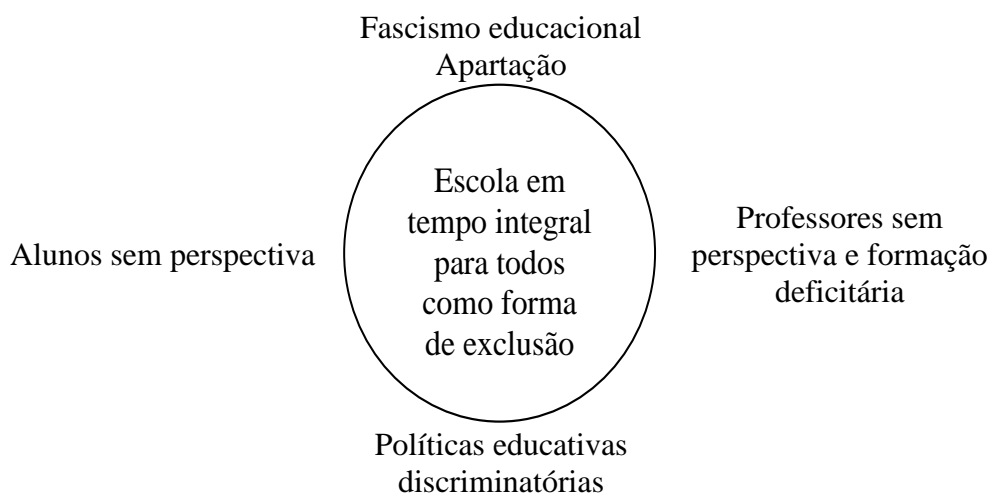 Fascismo educacional
Apartação
Escola em
tempo integral
para todos
como forma
de exclusão
Alunos sem perspectiva
Professores sem
perspectiva e formação
deficitária
Políticas educativas
discriminatórias